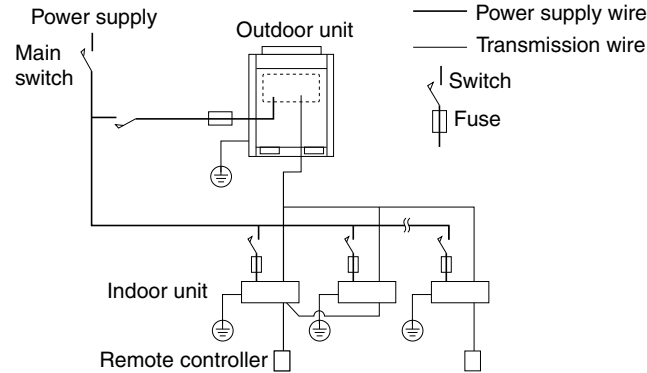 Power supply
Outdoor unit
Power supply wire
Main
switch
Transmission wire
Switch
Fuse
Indoor unit
Remote controller